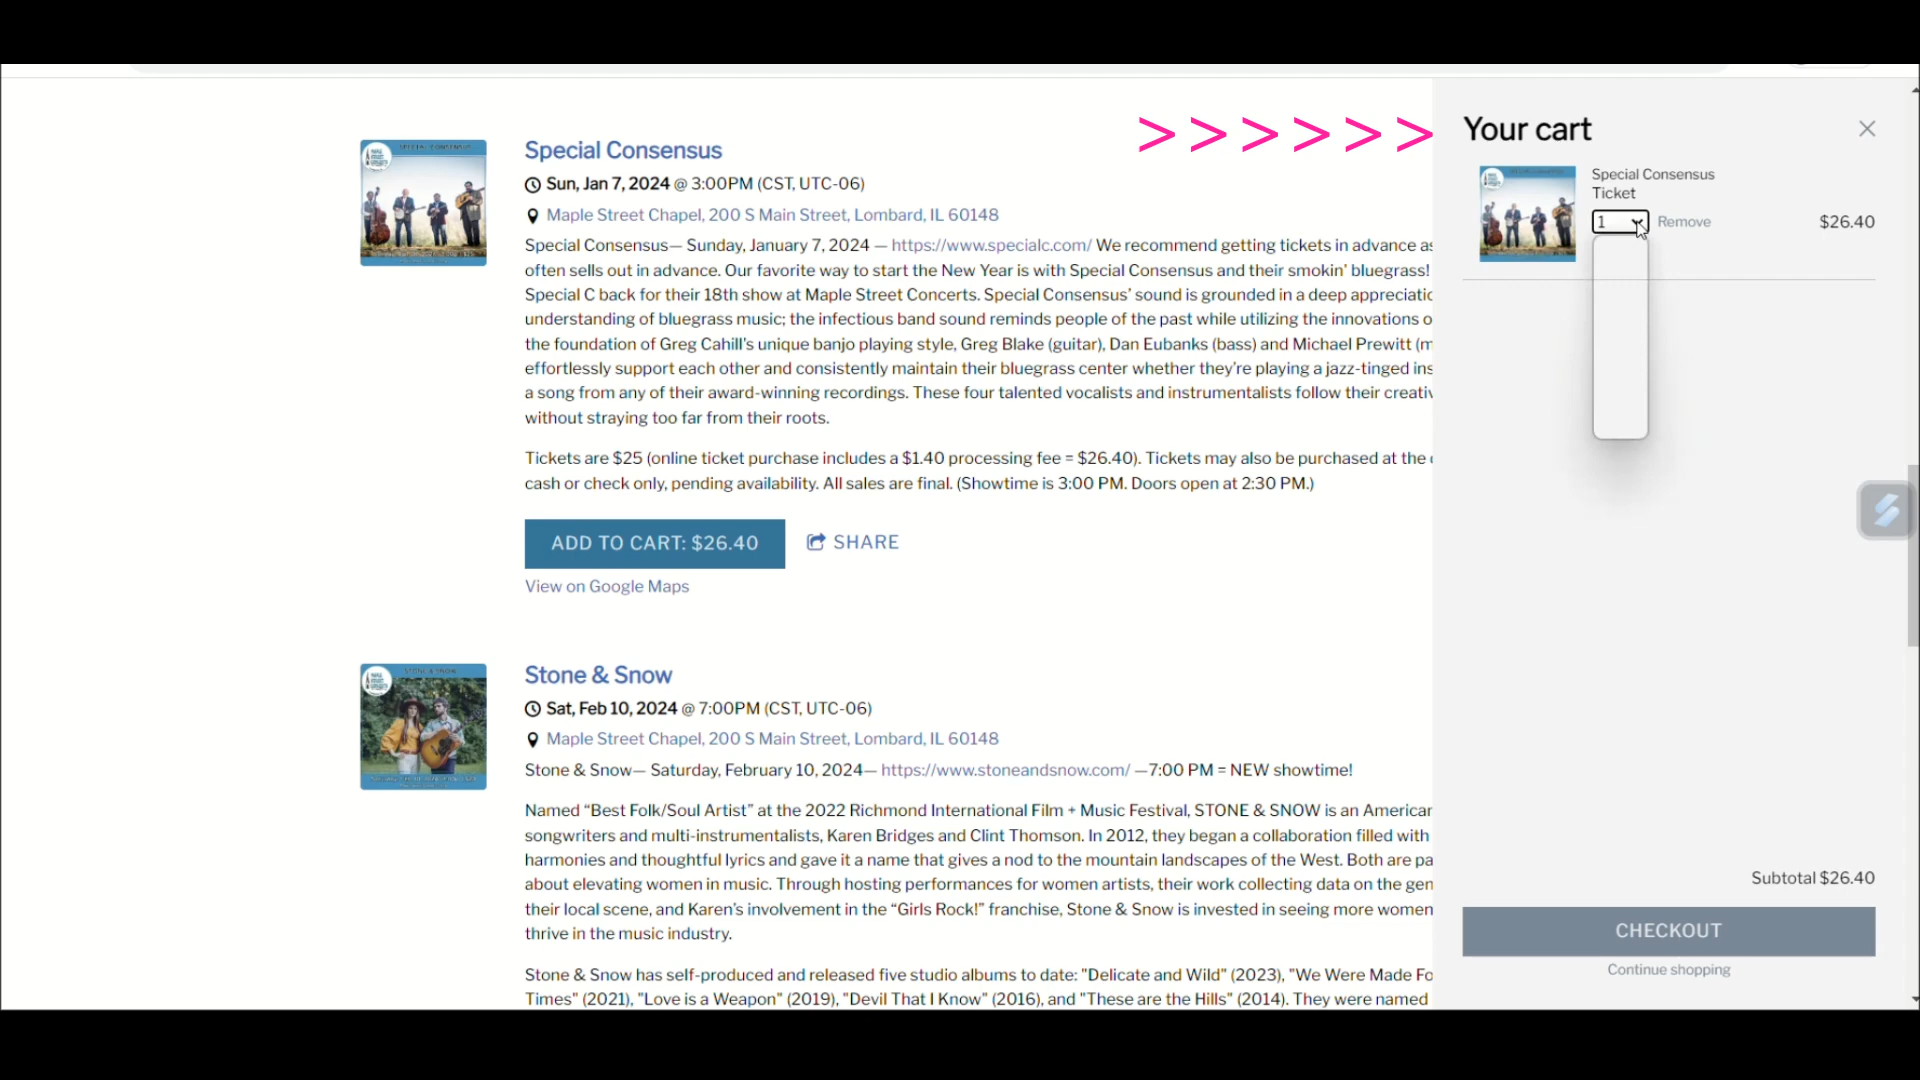 Special Consensus
Sun, Jan 7, 2024 @ 3:00PM (CST, UTC-06)
Maple Street Chapel, 200 S Main Street, Lombard, IL 60148
Special Consensus— Sunday, January 7, 2024 — https://www.specialc.com/ We recommend getting tickets in advance as
often sells out in advance. Our favorite way to start the New Year is with Special Consensus and their smokin' bluegrass!
Special C back for their 18th show at Maple Street Concerts. Special Consensus' sound is grounded in a deep
understanding of bluegrass music; the infectious band sound reminds people of the past while utilizing the innovations
the foundation of Greg Cahill's unique banjo playing style, Greg Blake (guitar), Dan Eubanks (bass) and Michael Prewitt
effortlessly support each other and consistently maintain their bluegrass center whether they're playing a jazz-tinged
a song from any of their award-winning recordings. These four talented vocalists and instrumentalists follow their
without straying too far from their roots.
Tickets are $25 (online ticket purchase includes a $1.40 processing fee = $26.40). Tickets may also be purchased at the
cash or check only, pending availability. All sales are final. (Showtime is 3:00 PM. Doors open at 2:30 PM.)
ADD TO CART: $26.40
SHARE
View on Google Maps
Stone & Snow
Sat, Feb 10, 2024 @ 7:00PM (CST, UTC-06)
Maple Street Chapel, 200 S Main Street, Lombard, IL 60148
Stone & Snow— Saturday, February 10, 2024— https://www.stoneandsnow.com/ —7:00 PM = NEW showtime!
Named “Best Folk/Soul Artist” at the 2022 Richmond International Film + Music Festival, STONE & SNOW is an American
songwriters and multi-instrumentalists, Karen Bridges and Clint Thomson. In 2012, they began a collaboration filled with
harmonies and thoughtful lyrics and gave it a name that gives a nod to the mountain landscapes of the West. Both are
about elevating women in music. Through hosting performances for women artists, their work collecting data on the
their local scene, and Karen's involvement in the “Girls Rock!” franchise, Stone & Snow is invested in seeing more women
thrive in the music industry.
Stone & Snow has self-produced and released five studio albums to date: "Delicate and Wild" (2023), "We Were Made
Times" (2021), "Love is a Weapon" (2019), "Devil That I Know" (2016), and "These are the Hills" (2014). They were named
>>>>>>
Your cart
Special Consensus
Ticket
1
Remove
$26.40
Subtotal $26.40
CHECKOUT
Continue shopping